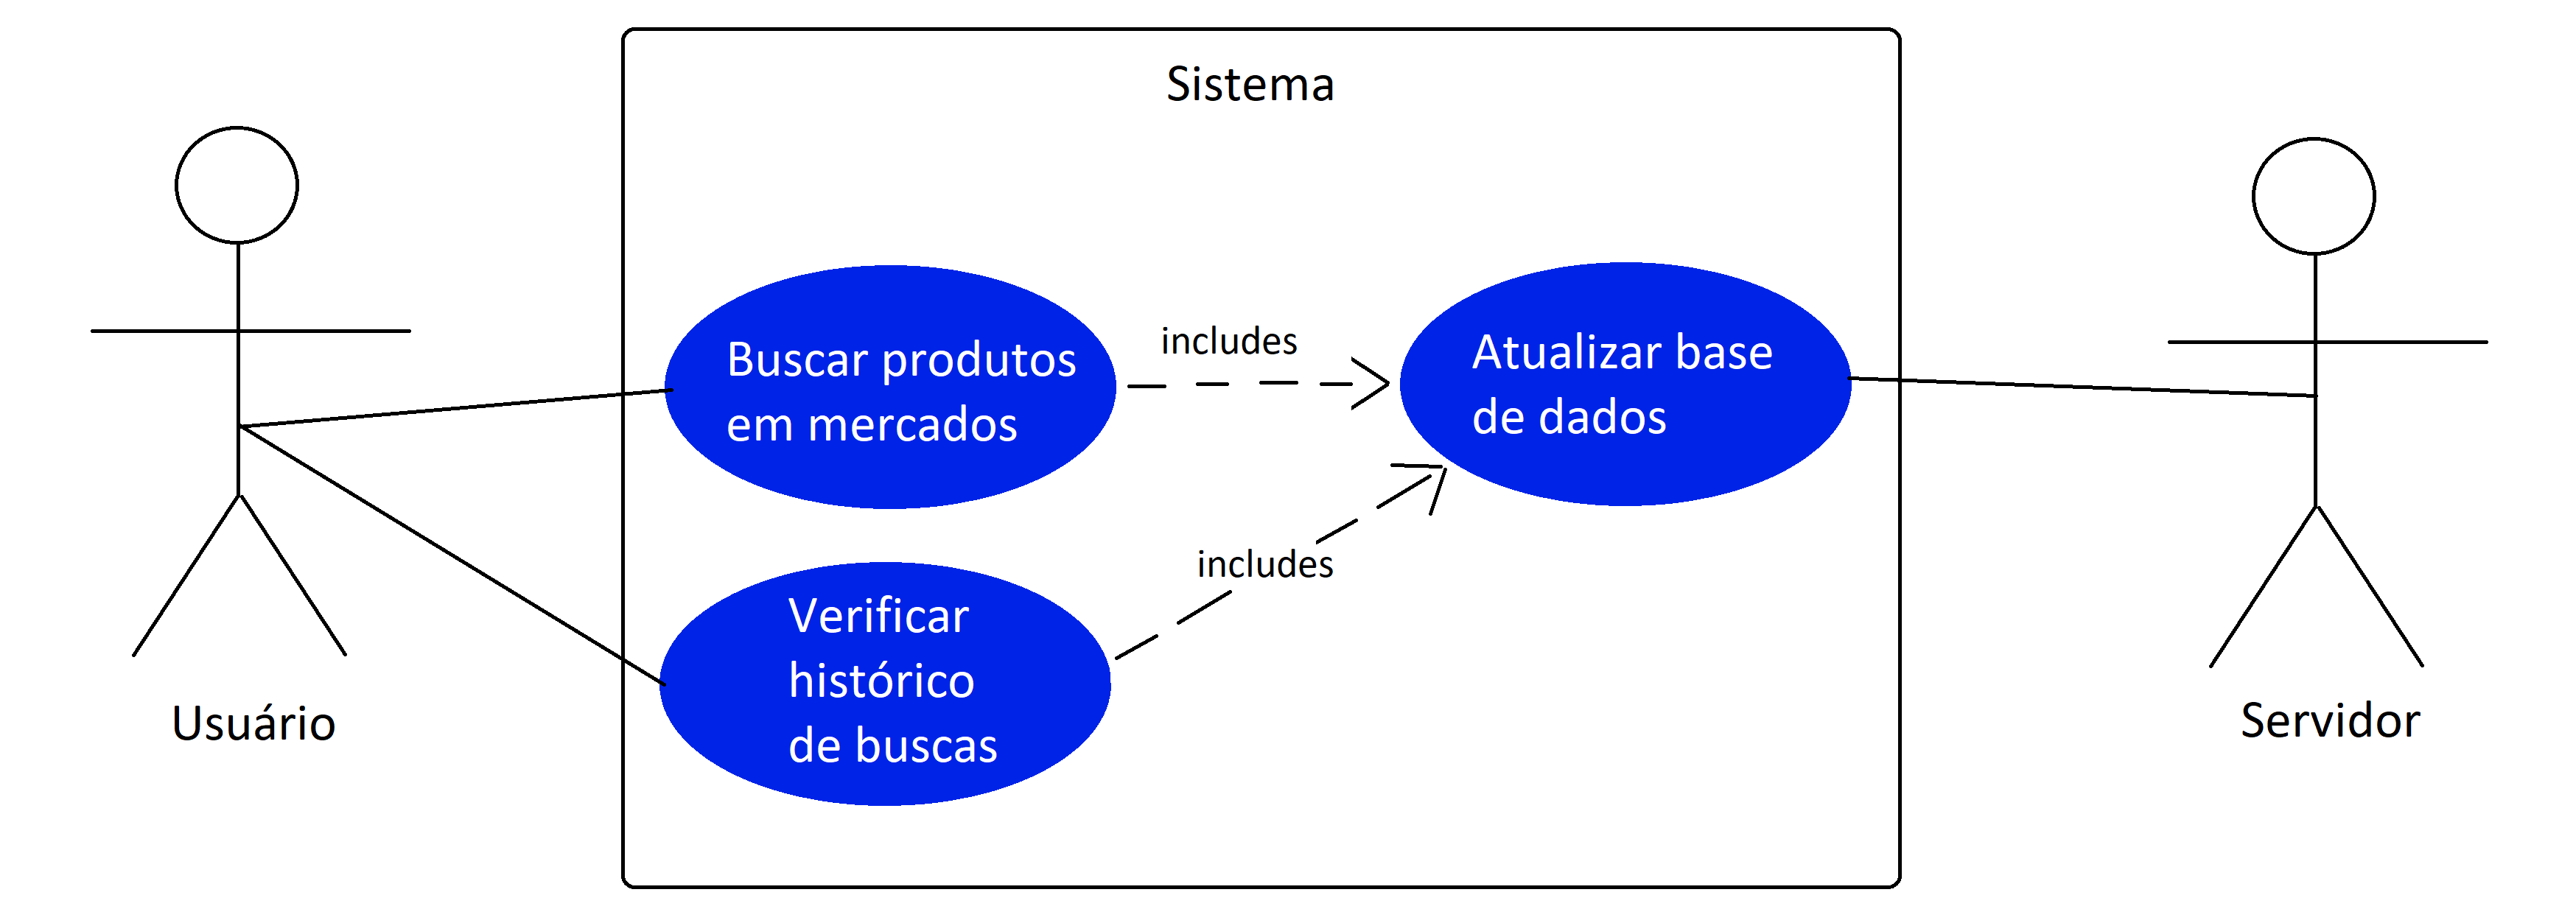 Sistema
Buscar produtos
em mercados
includes
Atualizar base
de dados
includes
Verificar
histórico
de buscas
Usuário
Servidor